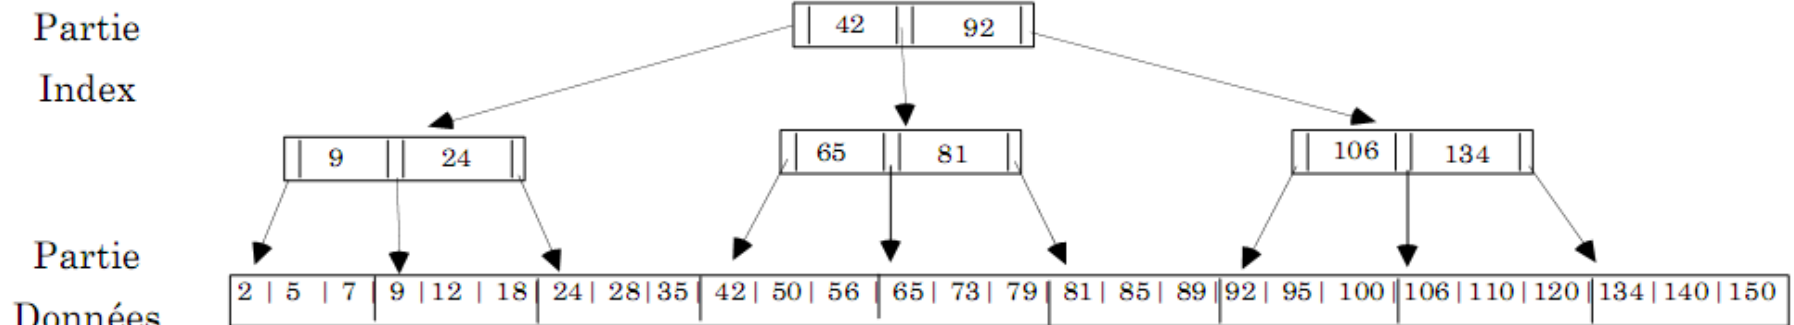 Partie 42 92
Index
9 24 65 81 106 134
Partie
2 | 5 | 7 | 9 | 12 | 18 | 24 | 28 | 35 | 42 | 50 | 56 | 65 | 73 | 79 | 81 | 85 | 89 | 92 | 95 | 100 | 106 | 110 | 120 | 134 | 140 | 150
Données